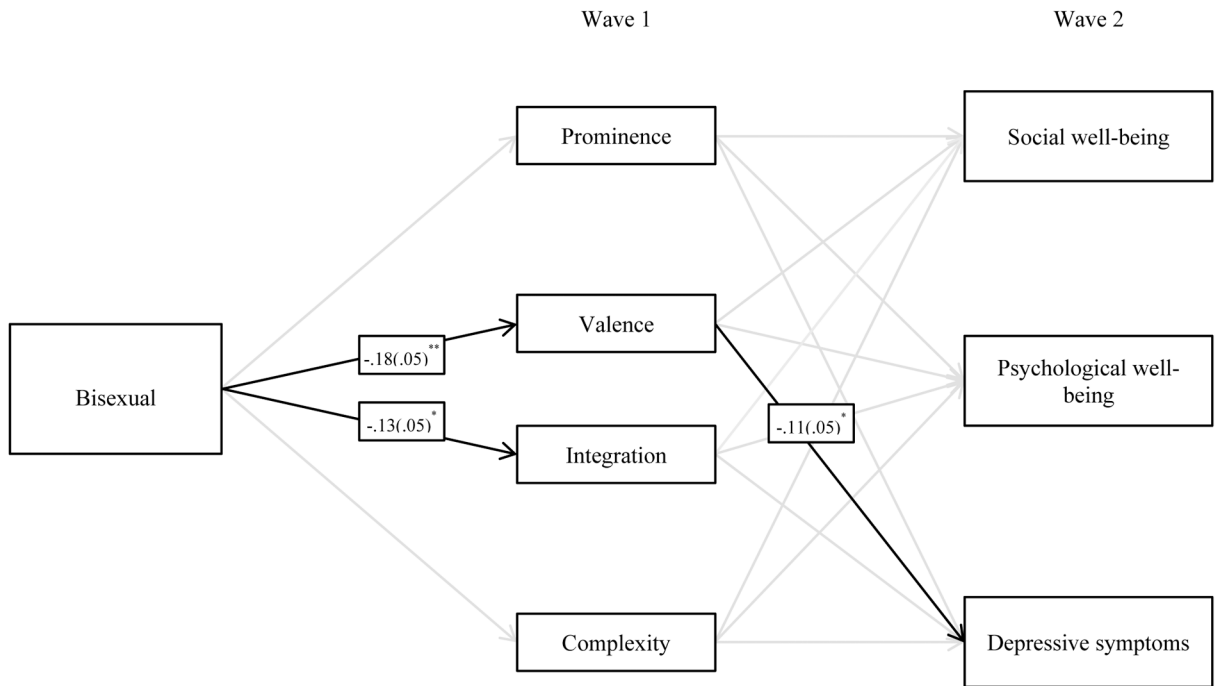 Wave 1
Wave 2
Prominence
Social well-being
Valence
-.18(.05)**
Bisexual
Psychological well-
being
-.13(.05)*
-.11(.05)*
Integration
Complexity
Depressive symptoms